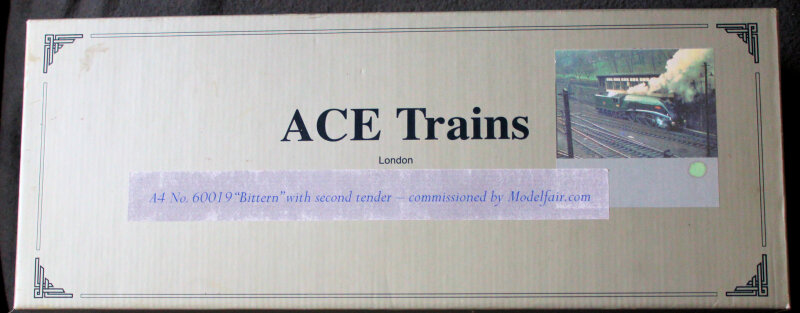 ACE Trains
London
A4 No. 60019 “Bittern” with second tender – commissioned by Modelfair.com